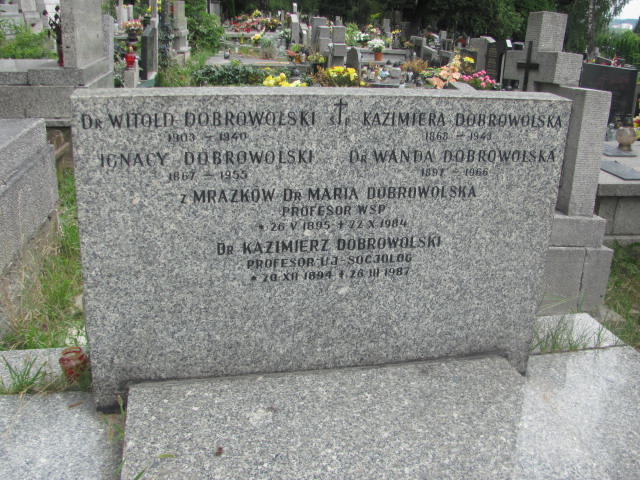 DR WITOLD DOBROWOLSKI Ś†P KAZIMIERA DOBROWOLSKA
1903 - 1940 1868 - 1943
IGNACY DOBROWOLSKI DR WANDA DOBROWOLSKA
1867 - 1955 1897 - 1966
Z MRAZKÓW DR MARIA DOBROWOLSKA
PROFESOR WSP
* 26 V 1895 + 22 X 1984
DR KAZIMIERZ DOBROWOLSKI
PROFESOR UJ-SOCJOLOG
* 20 XII 1894 + 26 III 1987